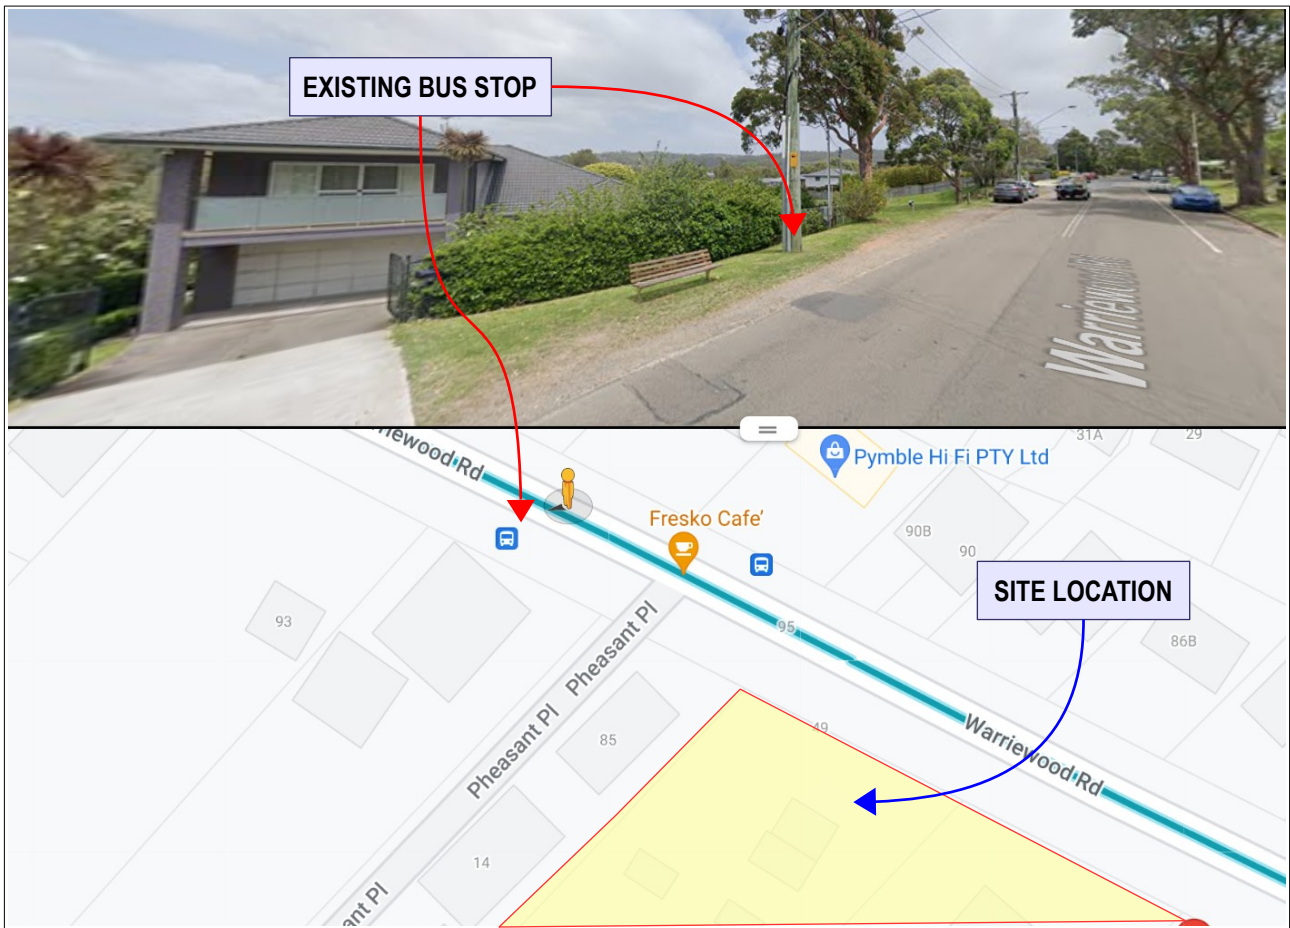 EXISTING BUS STOP
Warriewood Rd
31A
29
Pymble Hi Fi PTY Ltd
riewood Rd
Fresko Cafe'
90B
90
SITE LOCATION
93
Pheasant Pl
95
86B
Pheasant Pl
85
49
Warriewood Rd
14
ant Pl